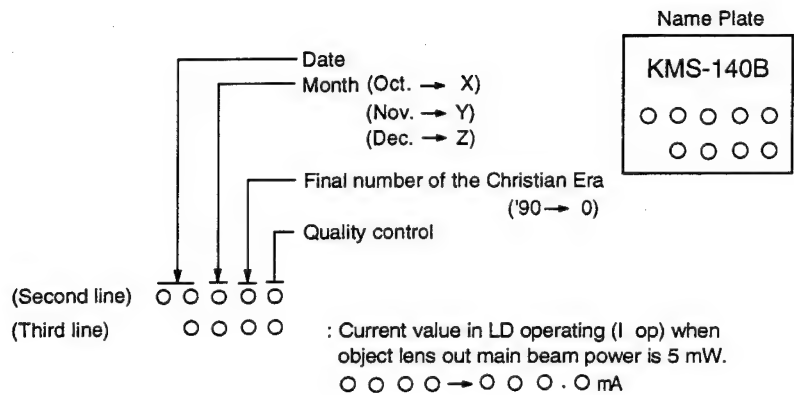 Name Plate
KMS-140B
○ ○ ○ ○ ○
○ ○ ○ ○
Date
Month (Oct. → X)
(Nov. → Y)
(Dec. → Z)
Final number of the Christian Era
('90 → 0)
Quality control
(Second line) ○ ○ ○ ○ ○
(Third line) ○ ○ ○ ○ : Current value in LD operating (I op) when
object lens out main beam power is 5 mW.
○ ○ ○ ○ → ○ ○ ○ . ○ mA